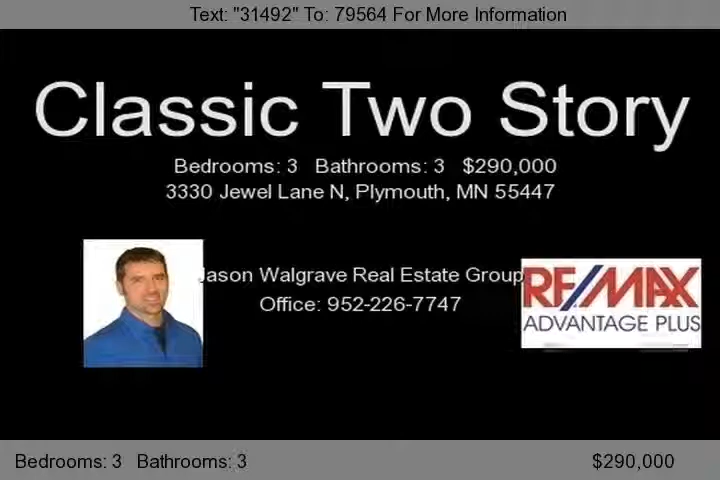 Text: "31492" To: 79564 For More Information
Classic Two Story
Bedrooms: 3 Bathrooms: 3 $290,000
3330 Jewel Lane N, Plymouth, MN 55447
Jason Walgrave Real Estate Group
Office: 952-226-7747
RE/MAX
ADVANTAGE PLUS
Bedrooms: 3 Bathrooms: 3 $290,000